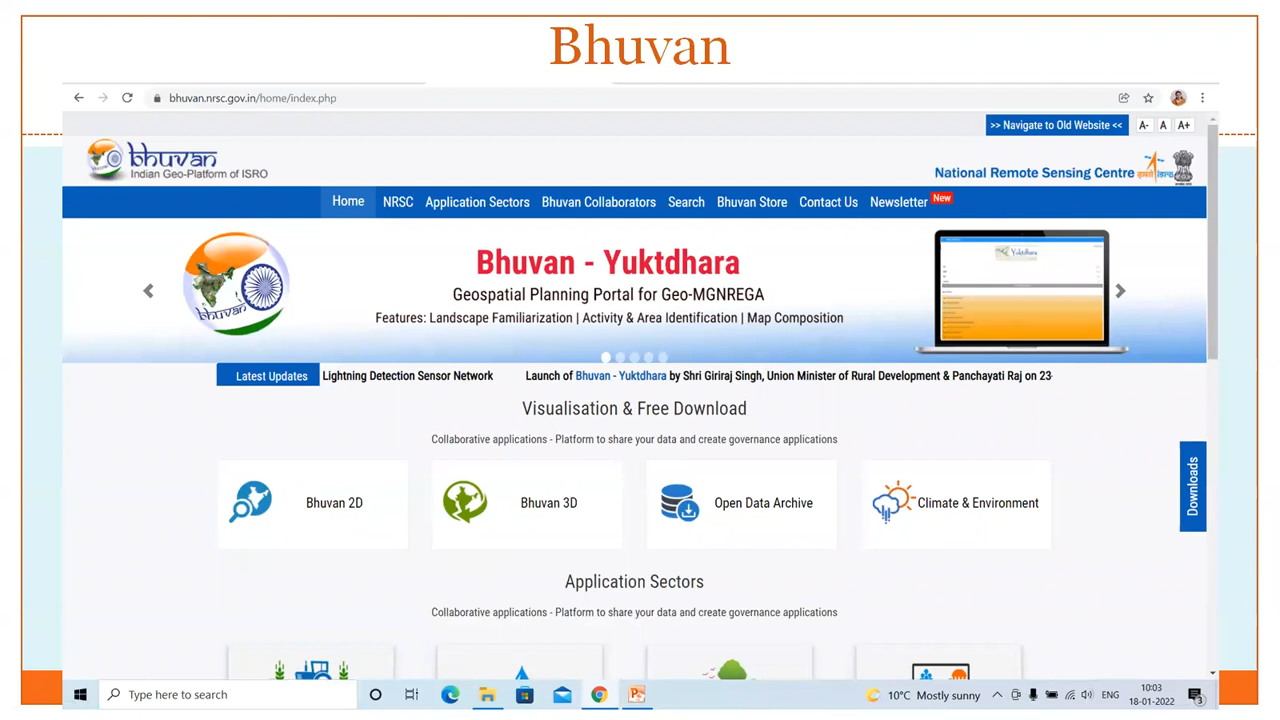 Bhuvan
bhuvan.nrsc.gov.in/home/index.php
>> Navigate to Old Website << A- A A+
bhuvan
Indian Geo-Platform of ISRO
National Remote Sensing Centre
Home NRSC Application Sectors Bhuvan Collaborators Search Bhuvan Store Contact Us Newsletter New
Bhuvan - Yuktdhara
Geospatial Planning Portal for Geo-MGNREGA
Features: Landscape Familiarization | Activity & Area Identification | Map Composition
bhuvan
Yuktdhara
Latest Updates Lightning Detection Sensor Network Launch of Bhuvan - Yuktdhara by Shri Giriraj Singh, Union Minister of Rural Development & Panchayati Raj on 23
Visualisation & Free Download
Collaborative applications - Platform to share your data and create governance applications
Bhuvan 2D Bhuvan 3D Open Data Archive Climate & Environment
Downloads
Application Sectors
Collaborative applications - Platform to share your data and create governance applications
Type here to search
10°C Mostly sunny ENG
10:03
18-01-2022
3